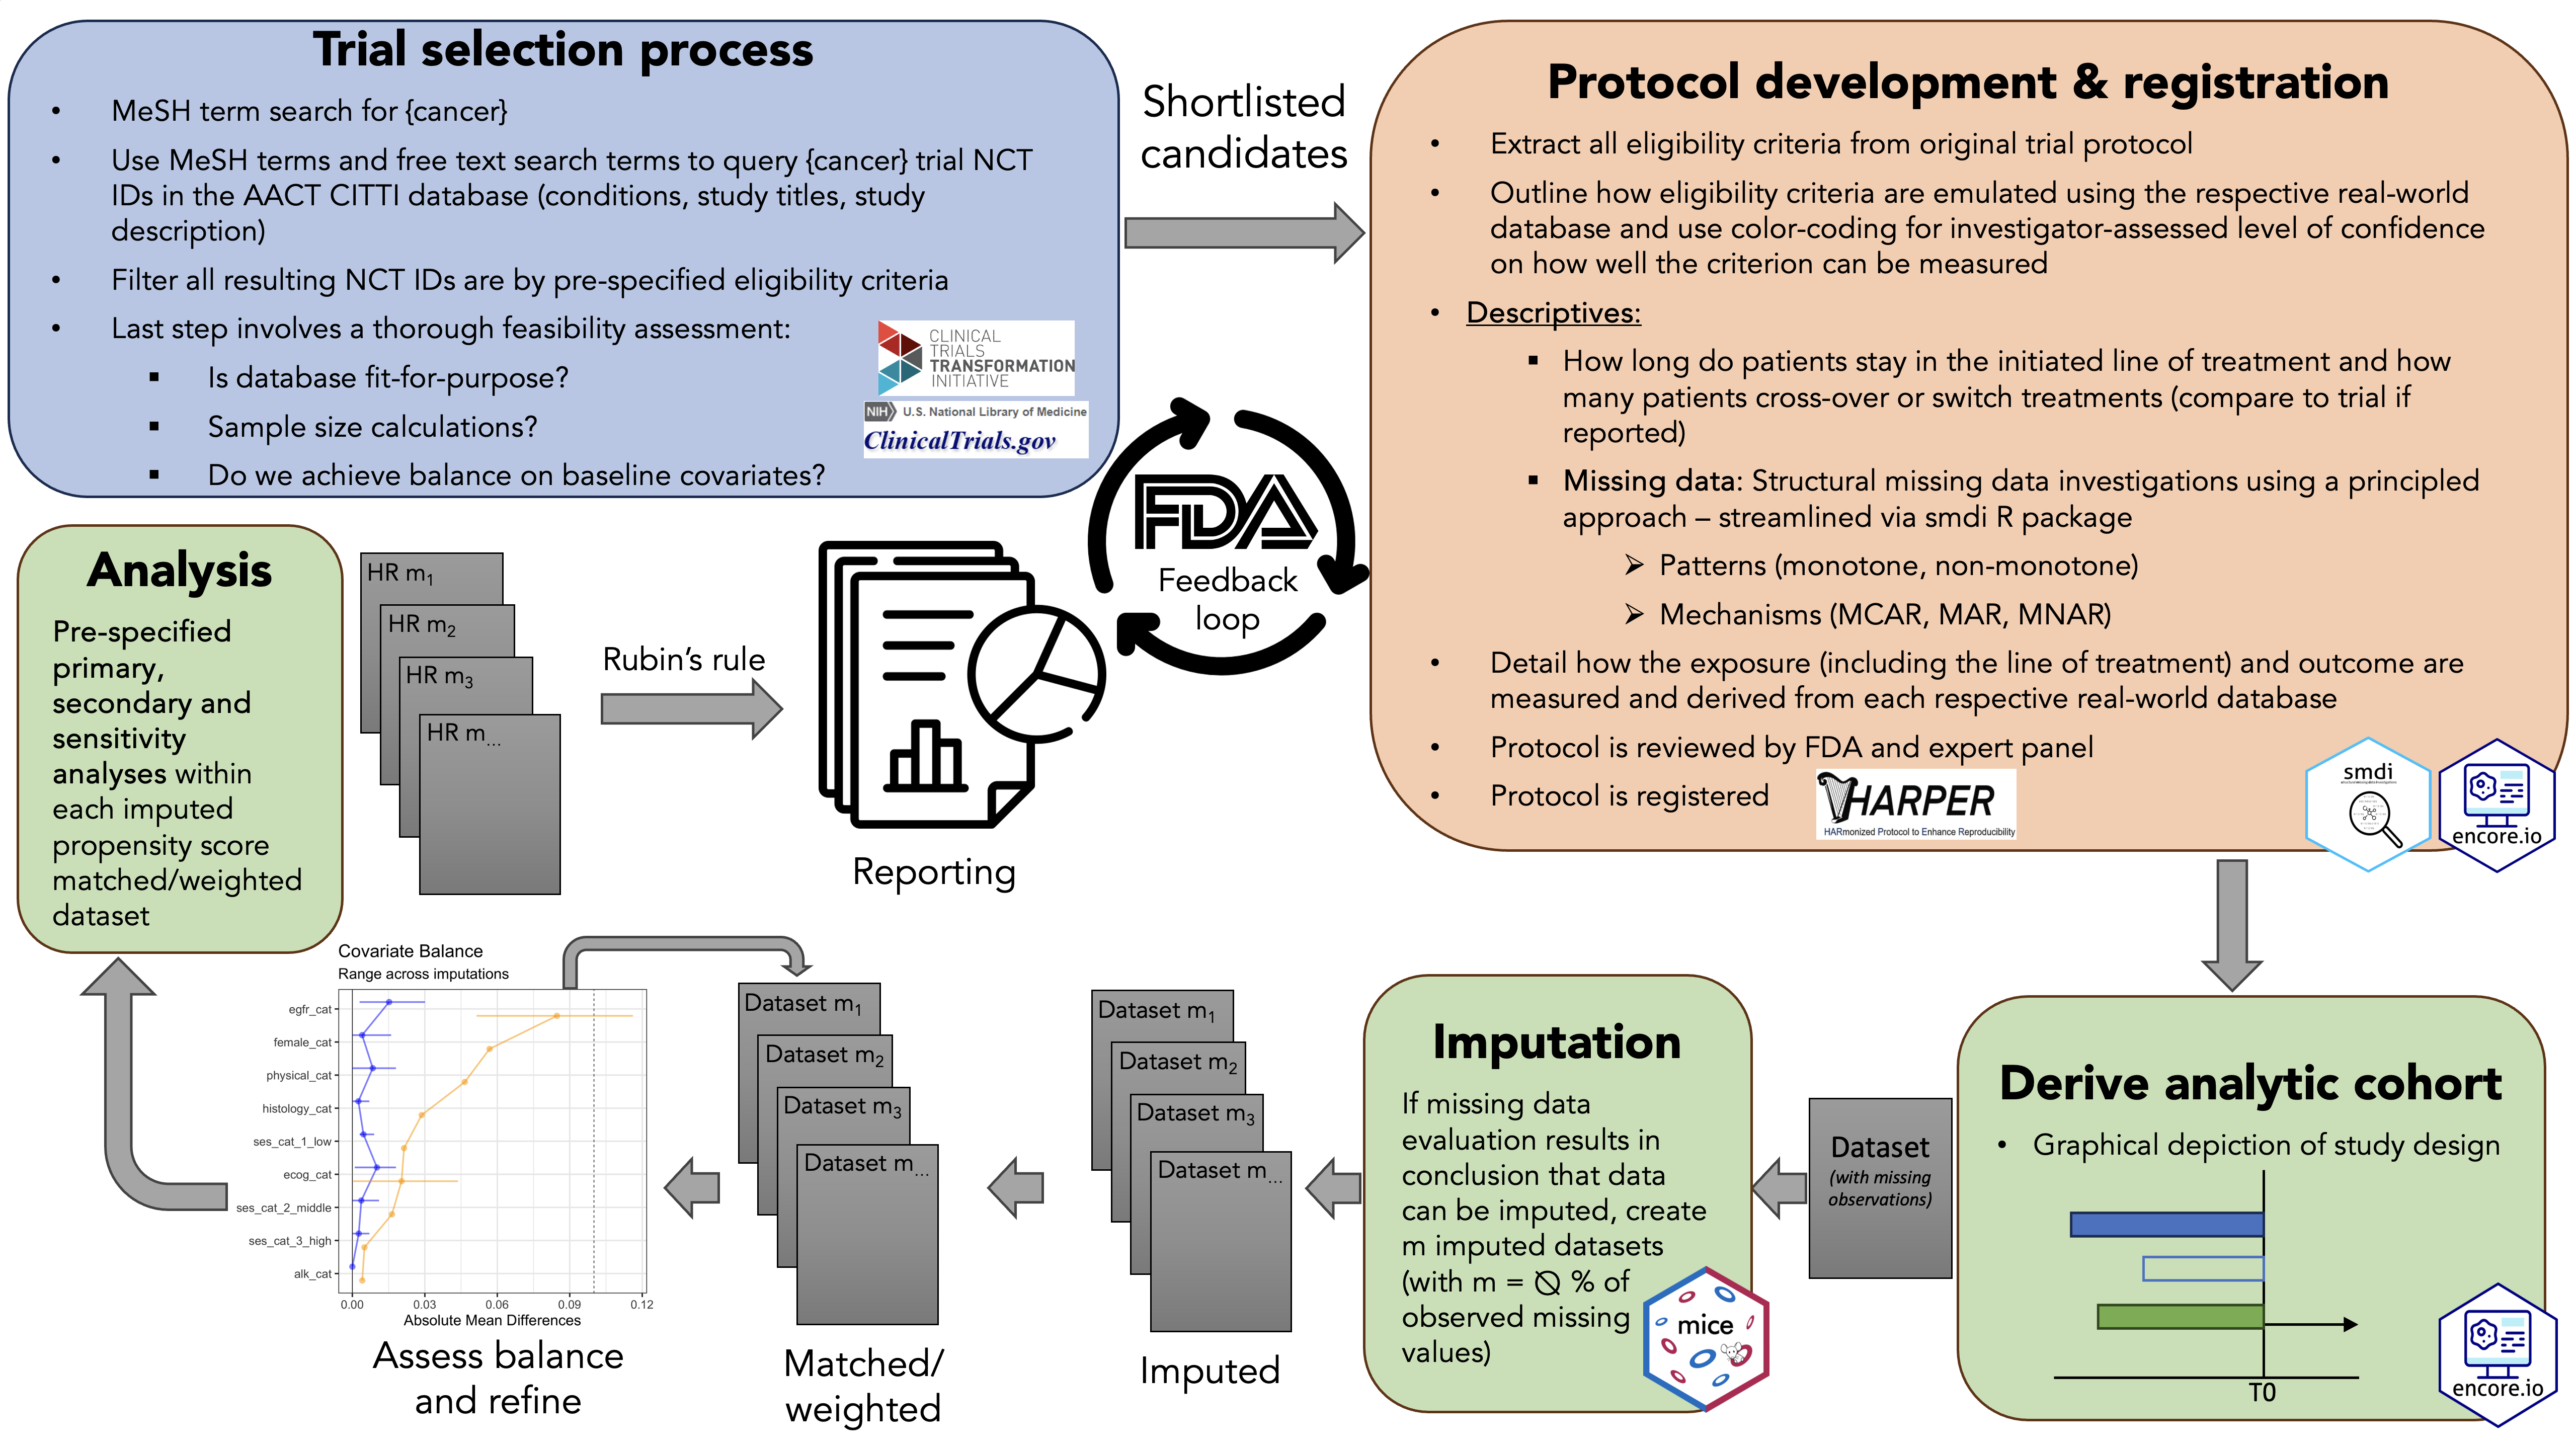 Trial selection process
• MeSH term search for {cancer}
• Use MeSH terms and free text search terms to query {cancer} trial NCT
IDs in the AACT CITTI database (conditions, study titles, study
description)
• Filter all resulting NCT IDs are by pre-specified eligibility criteria
• Last step involves a thorough feasibility assessment:
▪ Is database fit-for-purpose?
▪ Sample size calculations?
▪ Do we achieve balance on baseline covariates?
CLINICAL
TRIALS
TRANSFORMATION
INITIATIVE
NIH U.S. National Library of Medicine
ClinicalTrials.gov
Shortlisted
candidates
Protocol development & registration
• Extract all eligibility criteria from original trial protocol
• Outline how eligibility criteria are emulated using the respective real-world
database and use color-coding for investigator-assessed level of confidence
on how well the criterion can be measured
• Descriptives:
▪ How long do patients stay in the initiated line of treatment and how
many patients cross-over or switch treatments (compare to trial if
reported)
▪ Missing data: Structural missing data investigations using a principled
approach – streamlined via smdi R package
➢ Patterns (monotone, non-monotone)
➢ Mechanisms (MCAR, MAR, MNAR)
• Detail how the exposure (including the line of treatment) and outcome are
measured and derived from each respective real-world database
• Protocol is reviewed by FDA and expert panel
• Protocol is registered
HARPER
HARmonized Protocol to Enhance Reproducibility
smdi
encore.io
FDA
Feedback
loop
Analysis
Pre-specified
primary,
secondary and
sensitivity
analyses within
each imputed
propensity score
matched/weighted
dataset
HR m1
HR m2
HR m3
HR m...
Rubin's rule
Reporting
Derive analytic cohort
• Graphical depiction of study design
T0
encore.io
Dataset
(with missing
observations)
Imputation
If missing data
evaluation results in
conclusion that data
can be imputed, create
m imputed datasets
(with m = ⦰ % of
observed missing
values)
mice
Dataset m1
Dataset m2
Dataset m3
Dataset m...
Imputed
Dataset m1
Dataset m2
Dataset m3
Dataset m...
Matched/
weighted
Covariate Balance
Range across imputations
egfr_cat
female_cat
physical_cat
histology_cat
ses_cat_1_low
ecog_cat
ses_cat_2_middle
ses_cat_3_high
alk_cat
0.00 0.03 0.06 0.09 0.12
Absolute Mean Differences
Assess balance
and refine